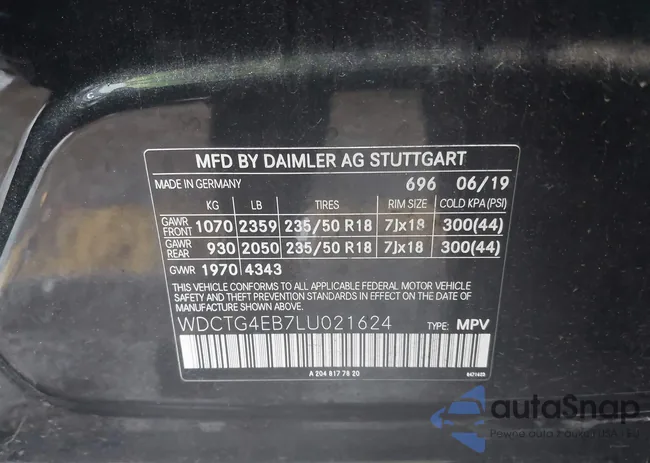 MFD BY DAIMLER AG STUTTGART
MADE IN GERMANY 696 06/19
KG LB TIRES RIM SIZE COLD KPA(PSI)
GAWR FRONT 1070 2359 235/50 R18 7Jx18 300(44)
GAWR REAR 930 2050 235/50 R18 7Jx18 300(44)
GVWR 1970 4343
THIS VEHICLE CONFORMS TO ALL APPLICABLE FEDERAL MOTOR VEHICLE
SAFETY AND THEFT PREVENTION STANDARDS IN EFFECT ON THE DATE
OF MANUFACTURE SHOWN ABOVE.
WDCTG4EB7LU021624 TYPE: MPV
A 204 817 78 20
autoSnap